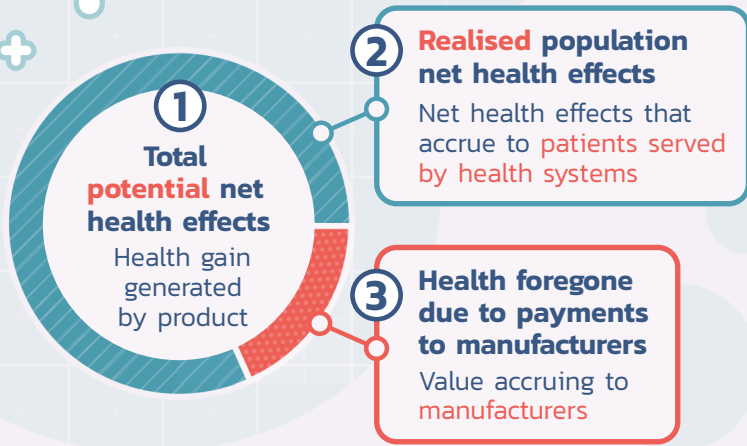 1
Total
potential net
health effects
Health gain
generated
by product
2
Realised population
net health effects
Net health effects that
accrue to patients served
by health systems
3
Health foregone
due to payments
to manufacturers
Value accruing to
manufacturers